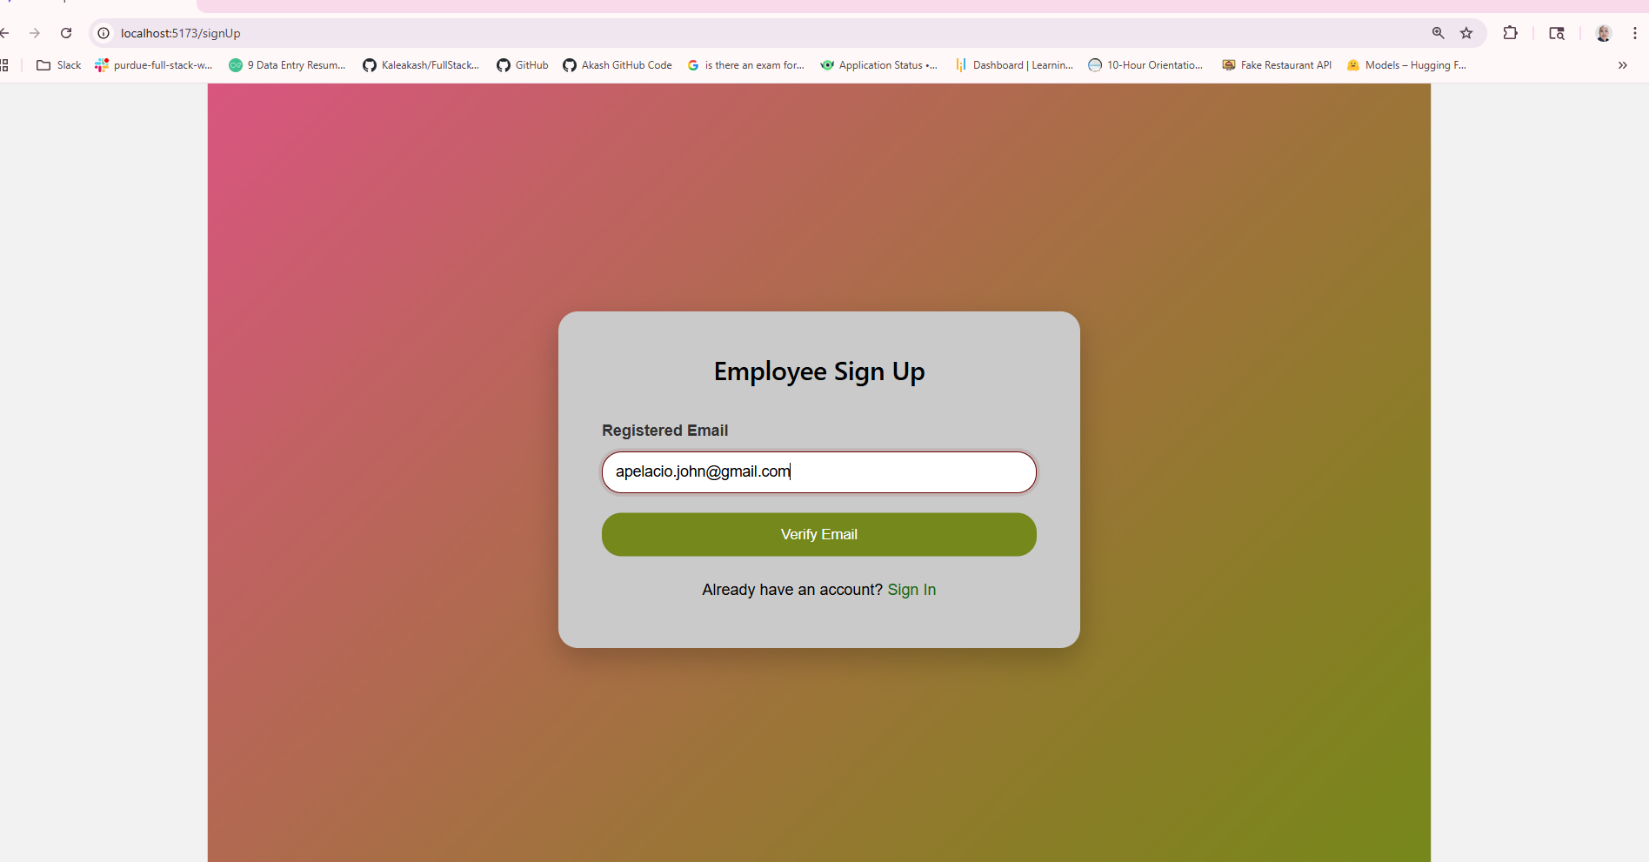 localhost:5173/signUp
Slack
purdue-full-stack-w...
9 Data Entry Resum...
Kaleakash/FullStack...
GitHub
Akash GitHub Code
is there an exam for...
Application Status •...
Dashboard | Learnin...
10-Hour Orientatio...
Fake Restaurant API
Models – Hugging F...
»
Employee Sign Up
Registered Email
apelacio.john@gmail.com
Verify Email
Already have an account? Sign In